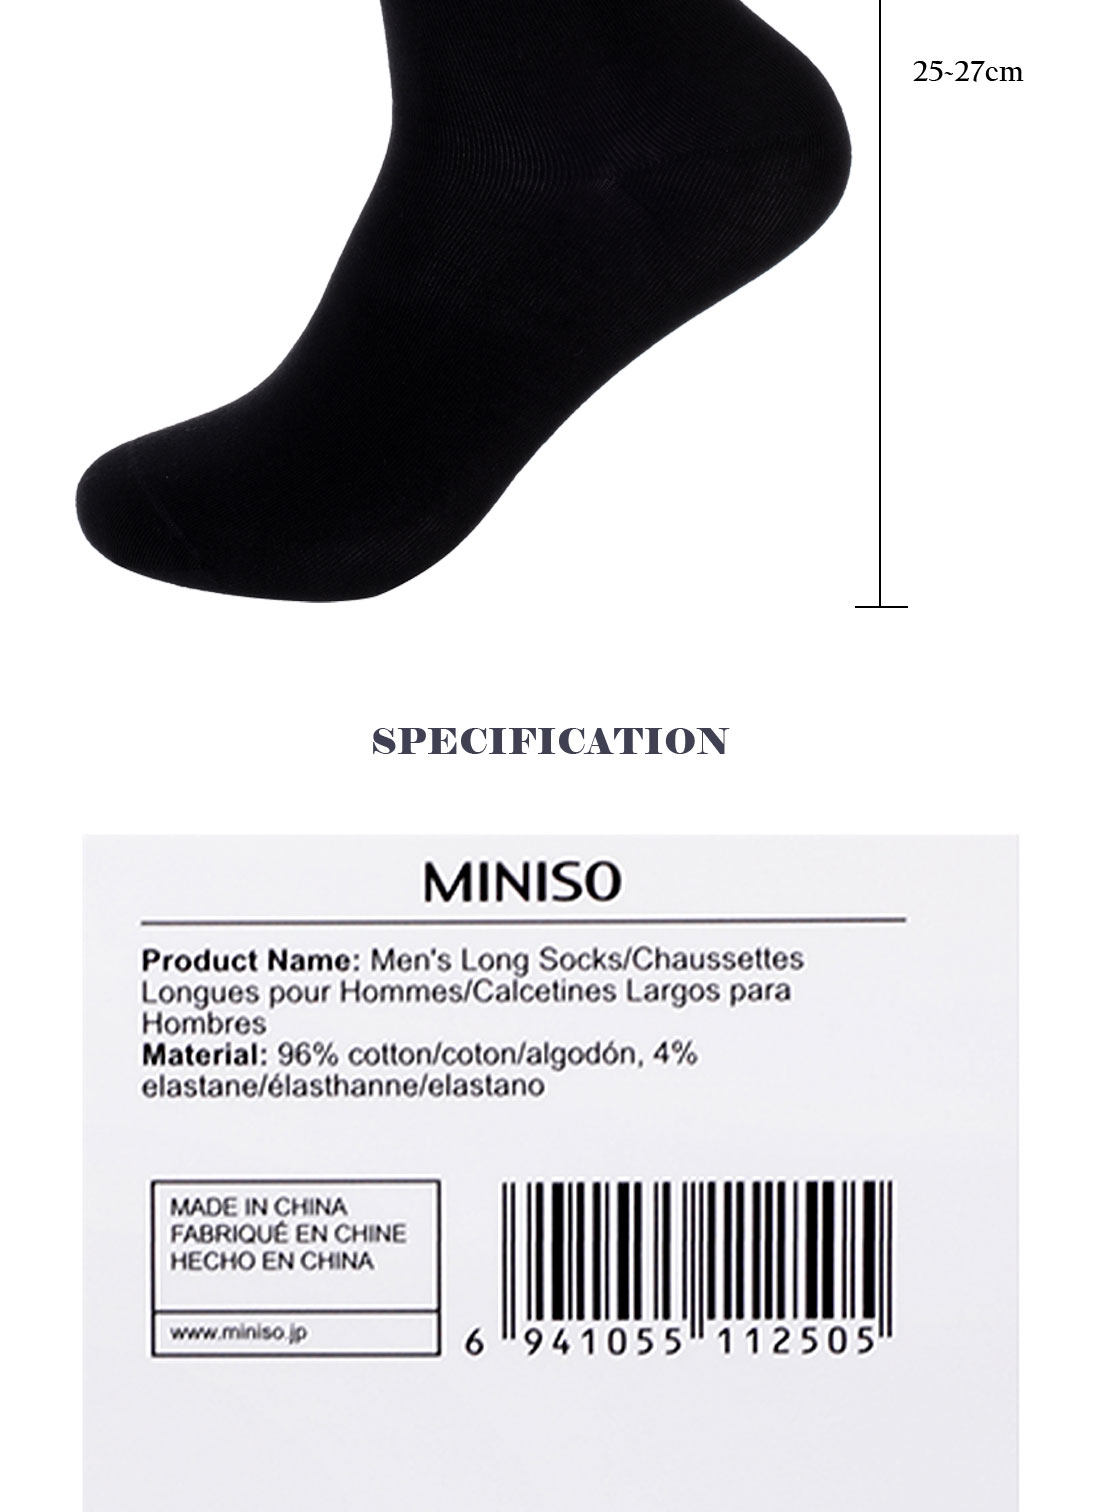 25-27cm
SPECIFICATION
MINISO
Product Name: Men's Long Socks/Chaussettes
Longues pour Hommes/Calcetines Largos para
Hombres
Material: 96% cotton/coton/algodón, 4%
elastane/élasthanne/elastano
MADE IN CHINA
FABRIQUÉ EN CHINE
HECHO EN CHINA
www.miniso.jp
6 941055 112505